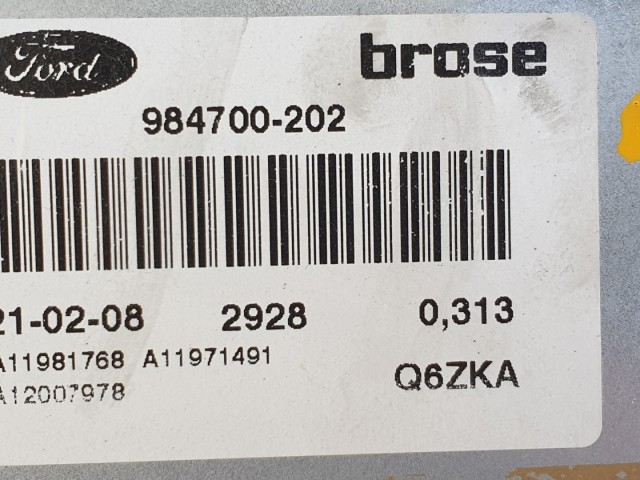 Ford brose
984700-202
21-02-08 2928 0,313
A11981768 A11971491
Q6ZKA
A12007978